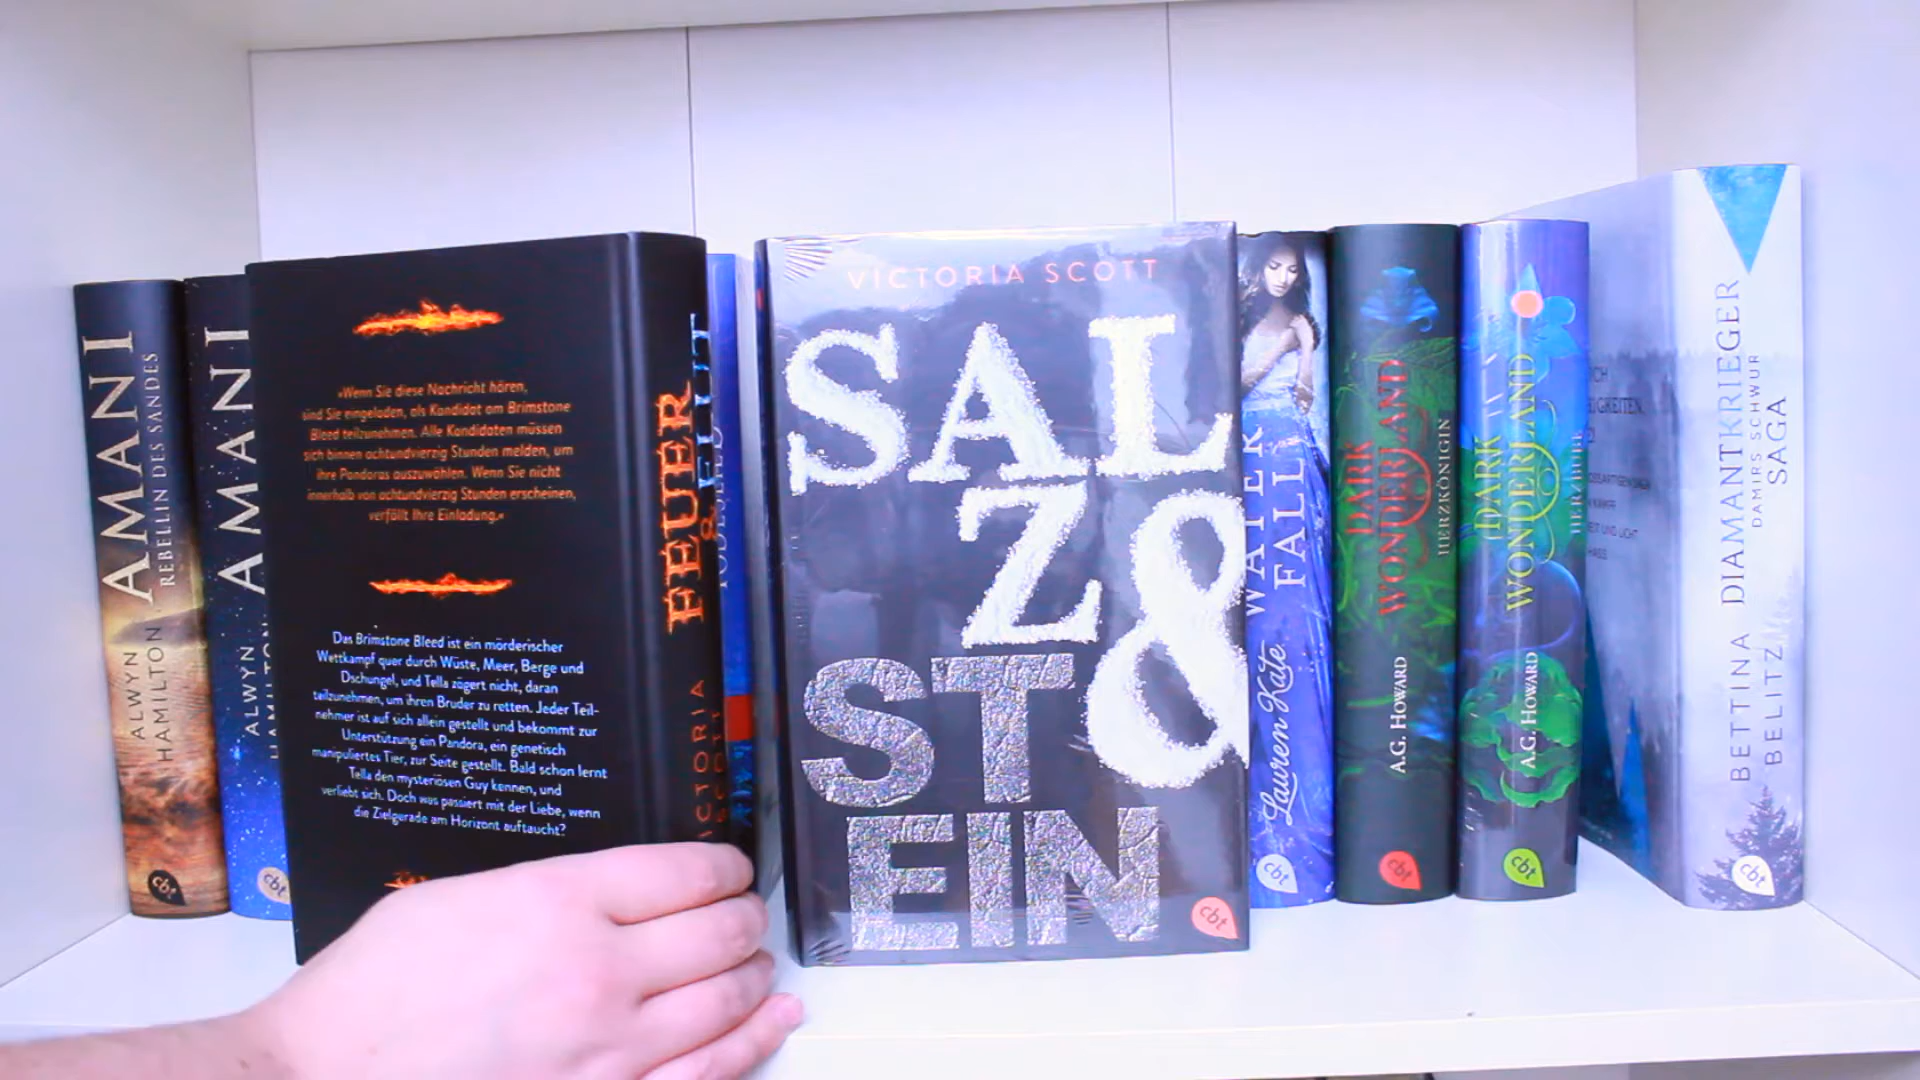 AMANI
REBELLIN DES SANDES
ALWYN
HAMILTON
cbt
AMANI
ALWYN
cbt
»Wenn Sie diese Nachricht hören,
sind Sie eingeladen, als Kandidat am Brimstone
Bleed teilzunehmen. Alle Kandidaten müssen
sich binnen achtundvierzig Stunden melden, um
ihre Pandoras auszuwählen. Wenn Sie nicht
innerhalb von achtundvierzig Stunden erscheinen,
verfällt Ihre Einladung.«
Das Brimstone Bleed ist ein mörderischer
Wettkampf quer durch Wüste, Meer, Berge und
Dschungel, und Tella zögert nicht, daran
teilzunehmen, um ihren Bruder zu retten. Jeder Teil-
nehmer ist auf sich allein gestellt und bekommt zur
Unterstützung ein Pandora, ein genetisch
manipuliertes Tier, zur Seite gestellt. Bald schon lernt
Tella den mysteriösen Guy kennen, und
verliebt sich. Doch was passiert mit der Liebe, wenn
die Zielgerade am Horizont auftaucht?
FEUER
& FLUT
VICTORIA SCOTT
SALZ&
STEIN
cbt
WATER
FALL
Lauren Kate
cbt
DARK
WONDERLAND
HERZKÖNIGIN
A.G. HOWARD
cbt
DARK
WONDERLAND
HERZBUBE
A.G. HOWARD
cbt
DIAMANTKRIEGER
DAMIRS SCHWUR
SAGA
BETTINA
BELITZ
cbt